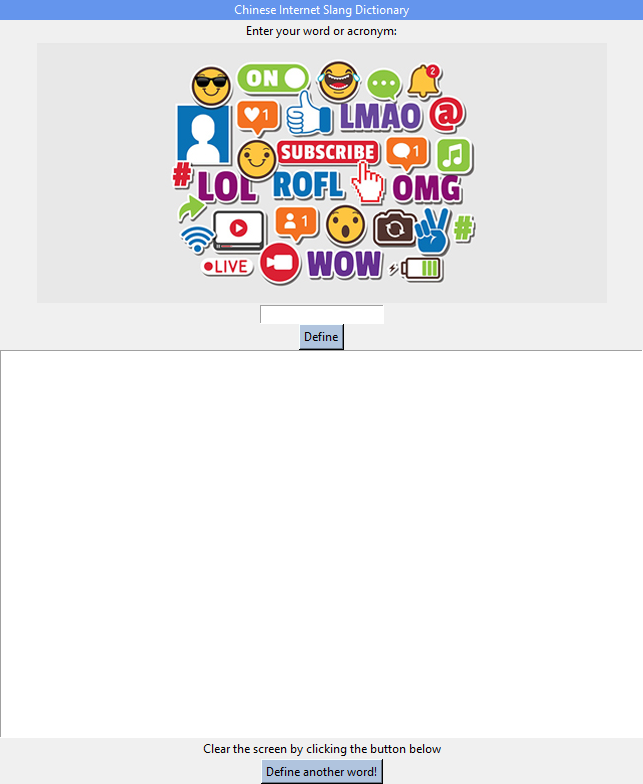 Chinese Internet Slang Dictionary
Enter your word or acronym:
ON
2
1
LMAO
@
SUBSCRIBE
1
#
LOL
ROFL
OMG
1
#
LIVE
WOW
Define
Clear the screen by clicking the button below
Define another word!